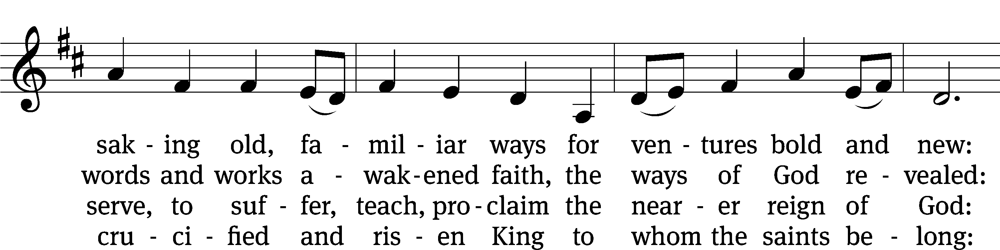 sak - ing old, fa - mil - iar ways for ven - tures bold and new:
words and works a - wak - ened faith, the ways of God re - vealed:
serve, to suf - fer, teach, pro - claim the near - er reign of God:
cru - ci - fied and ris - en King to whom the saints be - long: